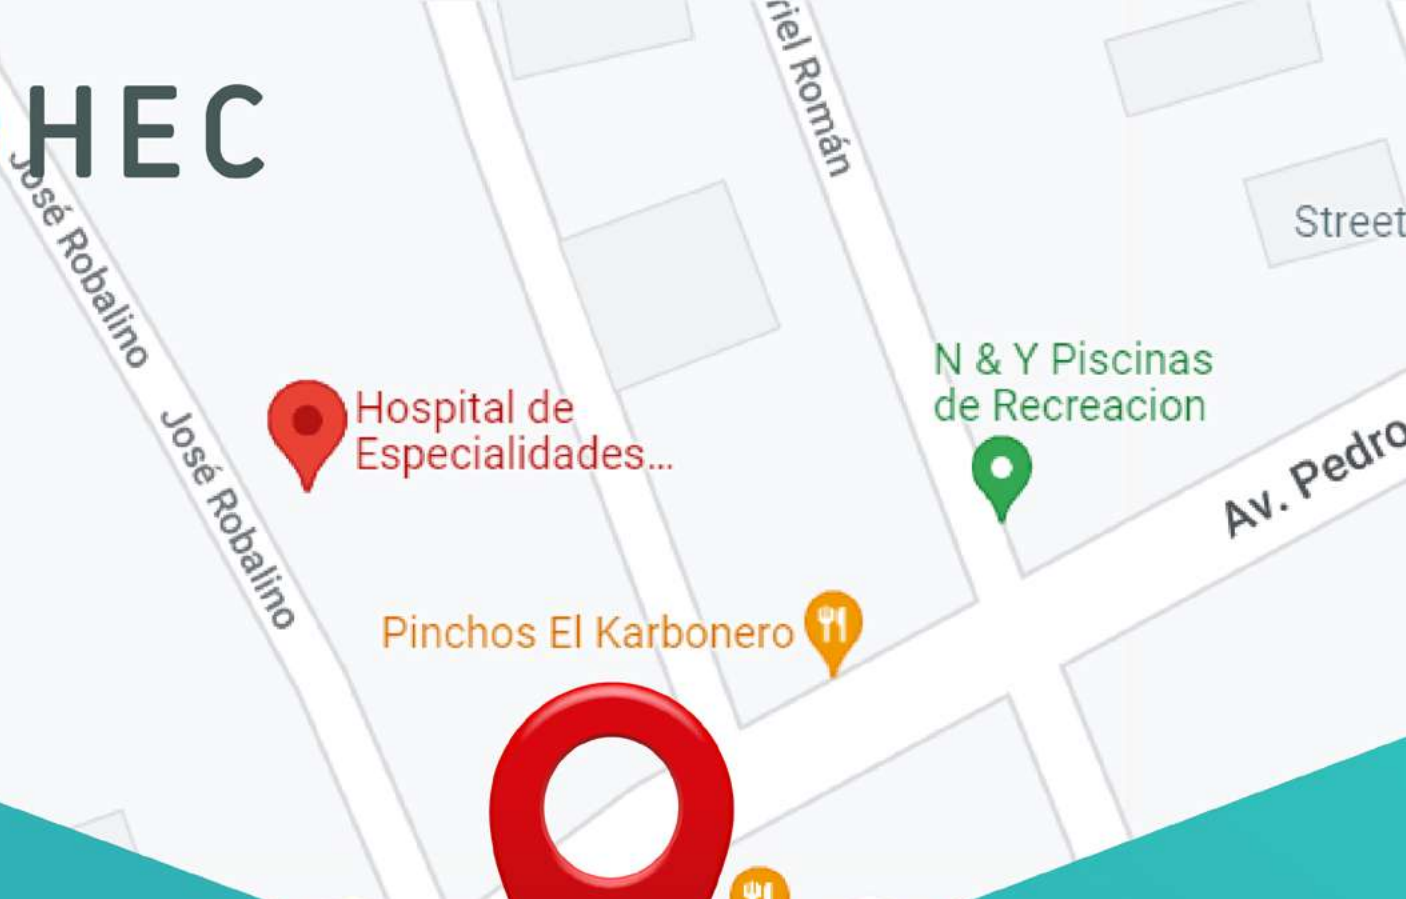 HEC
riel Román
José Robalino
Street
N & Y Piscinas
de Recreacion
Hospital de
Especialidades...
José Robalino
Av. Pedro
Pinchos El Karbonero